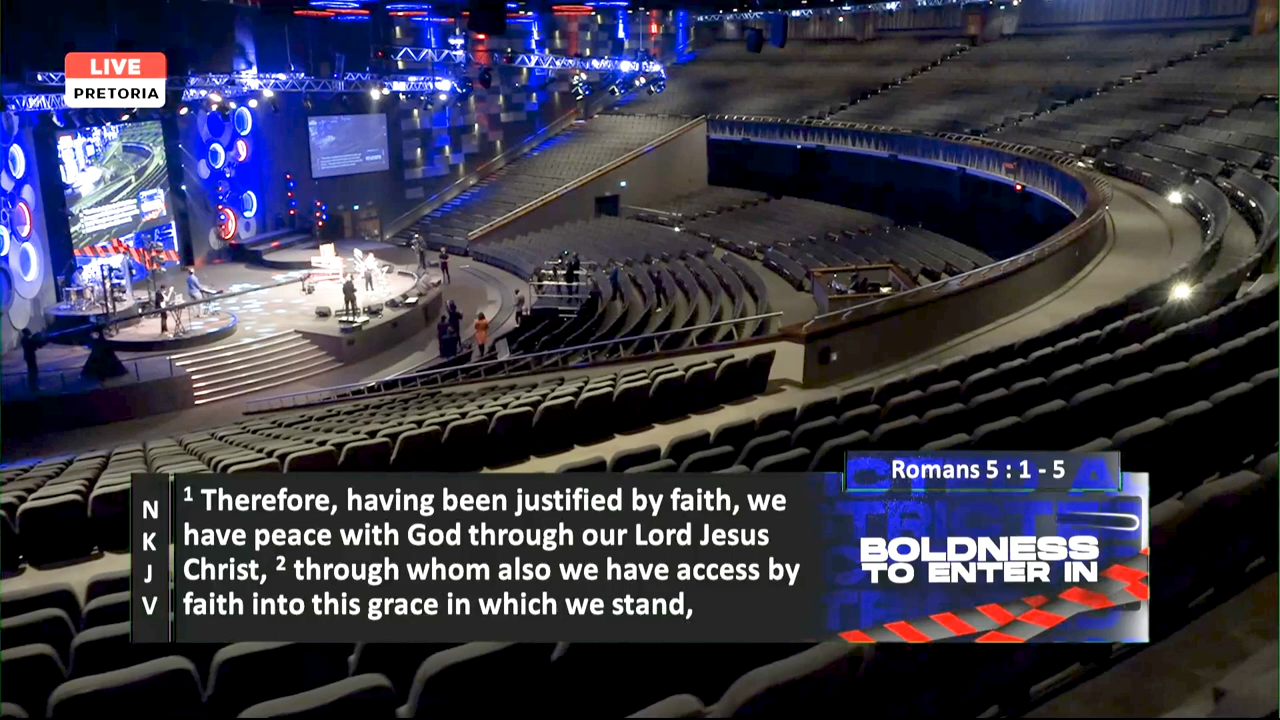 LIVE
PRETORIA
Romans 5 : 1 - 5
N
K
J
V
1 Therefore, having been justified by faith, we
have peace with God through our Lord Jesus
Christ, 2 through whom also we have access by
faith into this grace in which we stand,
BOLDNESS
TO ENTER IN